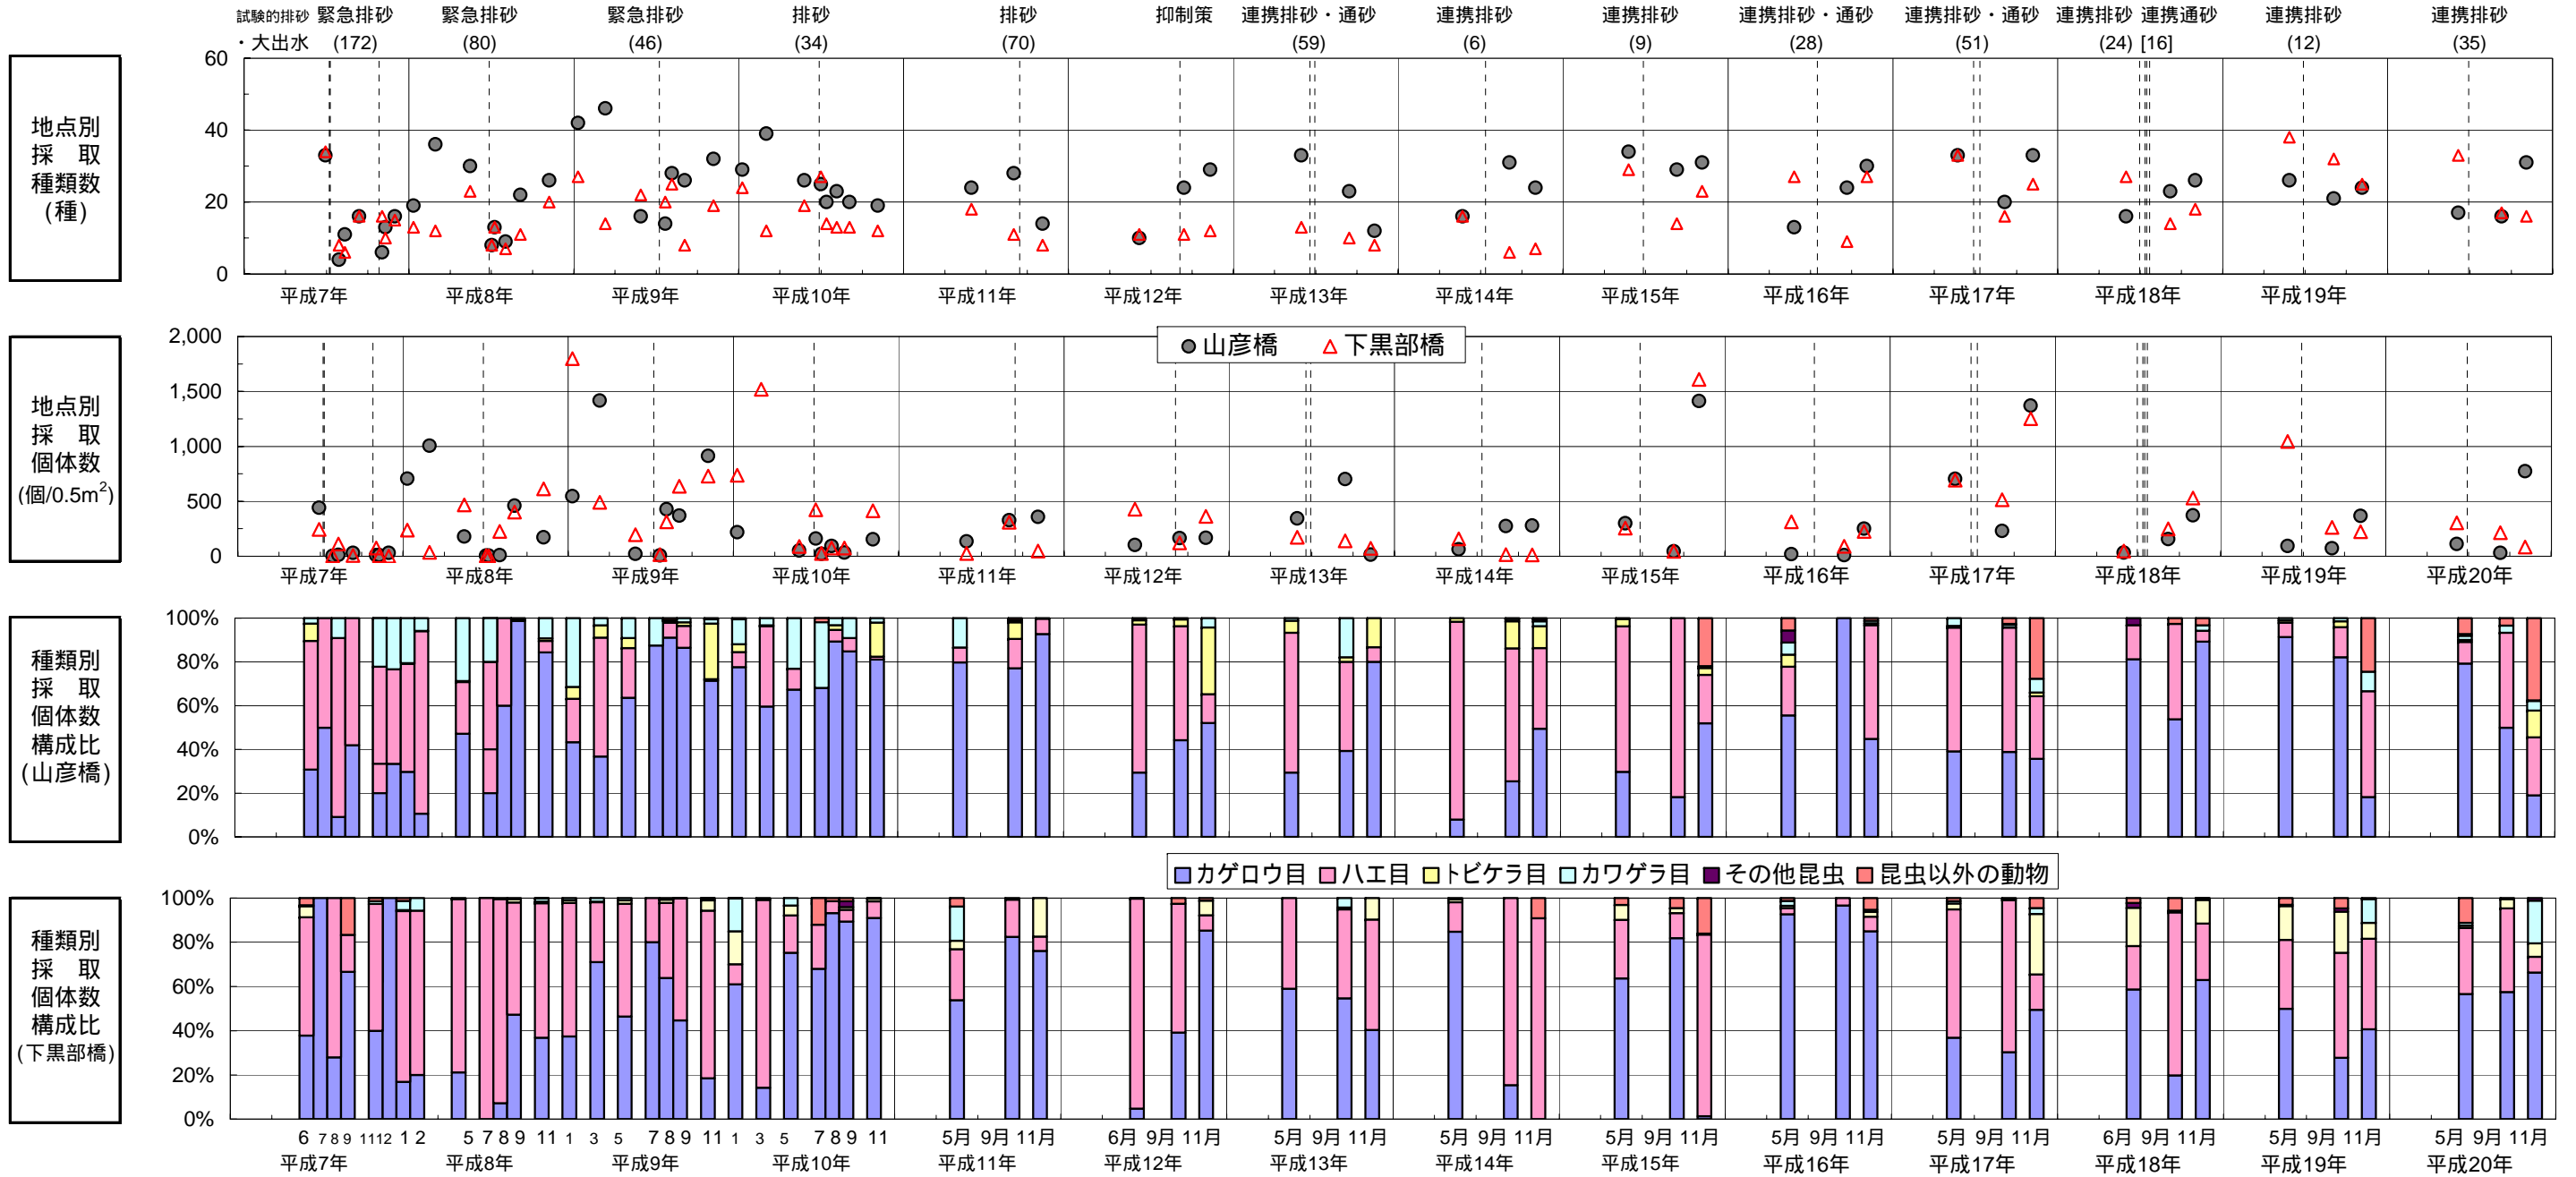 試験的排砂 緊急排砂 緊急排砂 緊急排砂 排砂 排砂 抑制策 連携排砂・通砂 連携排砂 連携排砂 連携排砂・通砂 連携排砂・通砂 連携排砂 連携通砂 連携排砂 連携排砂
・大出水 (172) (80) (46) (34) (70) (59) (6) (9) (28) (51) (24) [16] (12) (35)
地点別
採 取
種類数
(種)
60
40
20
0
平成7年 平成8年 平成9年 平成10年 平成11年 平成12年 平成13年 平成14年 平成15年 平成16年 平成17年 平成18年 平成19年
地点別
採 取
個体数
(個/0.5m²)
2,000
1,500
1,000
500
0
山彦橋 下黒部橋
平成7年 平成8年 平成9年 平成10年 平成11年 平成12年 平成13年 平成14年 平成15年 平成16年 平成17年 平成18年 平成19年 平成20年
種類別
採 取
個体数
構成比
(山彦橋)
100%
80%
60%
40%
20%
0%
カゲロウ目 ハエ目 トビケラ目 カワゲラ目 その他昆虫 昆虫以外の動物
種類別
採 取
個体数
構成比
(下黒部橋)
100%
80%
60%
40%
20%
0%
6 7 8 9 11 12 1 2 5 7 8 9 11 1 3 5 7 8 9 11 1 3 5 7 8 9 11 5月 9月 11月 6月 9月 11月 5月 9月 11月 5月 9月 11月 5月 9月 11月 5月 9月 11月 5月 9月 11月 6月 9月 11月 5月 9月 11月 5月 9月 11月
平成7年 平成8年 平成9年 平成10年 平成11年 平成12年 平成13年 平成14年 平成15年 平成16年 平成17年 平成18年 平成19年 平成20年